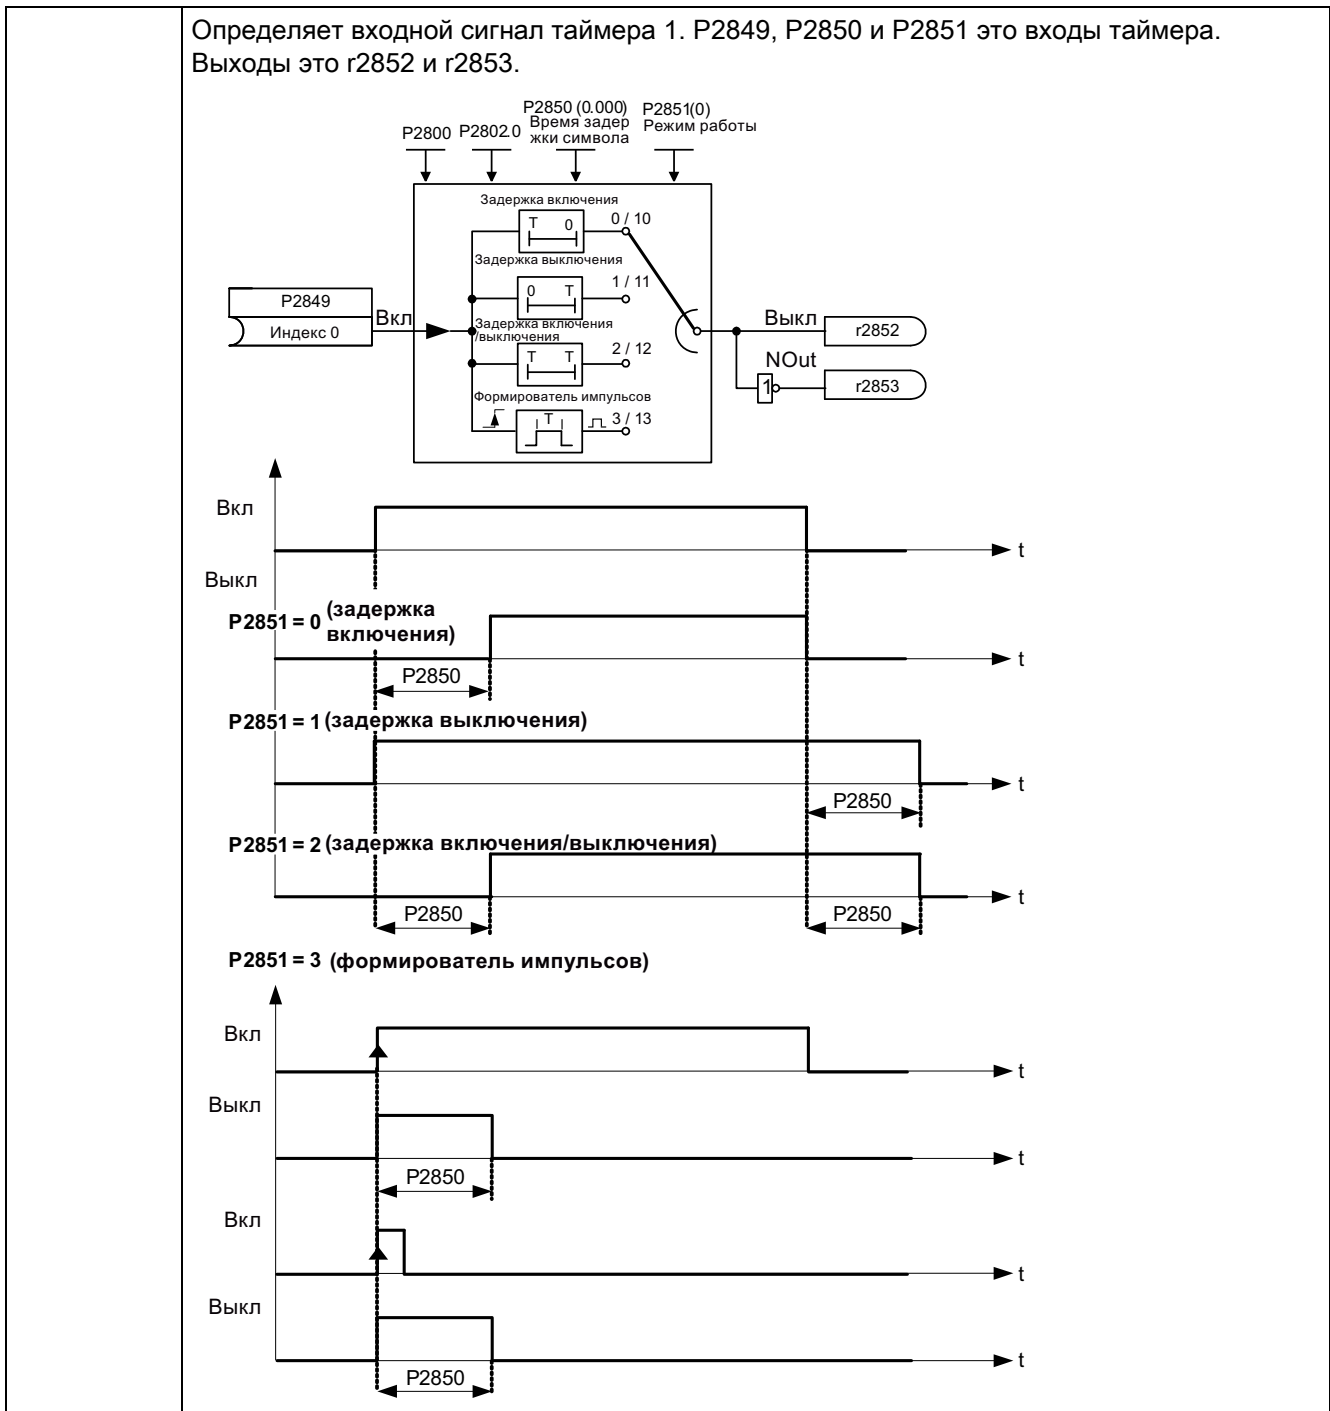 Определяет входной сигнал таймера 1. P2849, P2850 и P2851 это входы таймера.
Выходы это r2852 и r2853.
P2800
P2802.0
P2850 (0.000)
Время задер
жки символа
P2851(0)
Режим работы
Задержка включения
T 0
0 / 10
Задержка выключения
0 T
1 / 11
P2849
Индекс 0
Вкл
Задержка включения
/выключения
T T
2 / 12
Формирователь импульсов
T
3 / 13
Выкл
r2852
NOut
1
r2853
Вкл
t
Выкл
P2851 = 0 (задержка
включения)
t
P2850
P2851 = 1 (задержка выключения)
t
P2850
P2851 = 2 (задержка включения/выключения)
t
P2850
P2850
P2851 = 3 (формирователь импульсов)
Вкл
t
Выкл
t
P2850
Вкл
t
Выкл
t
P2850